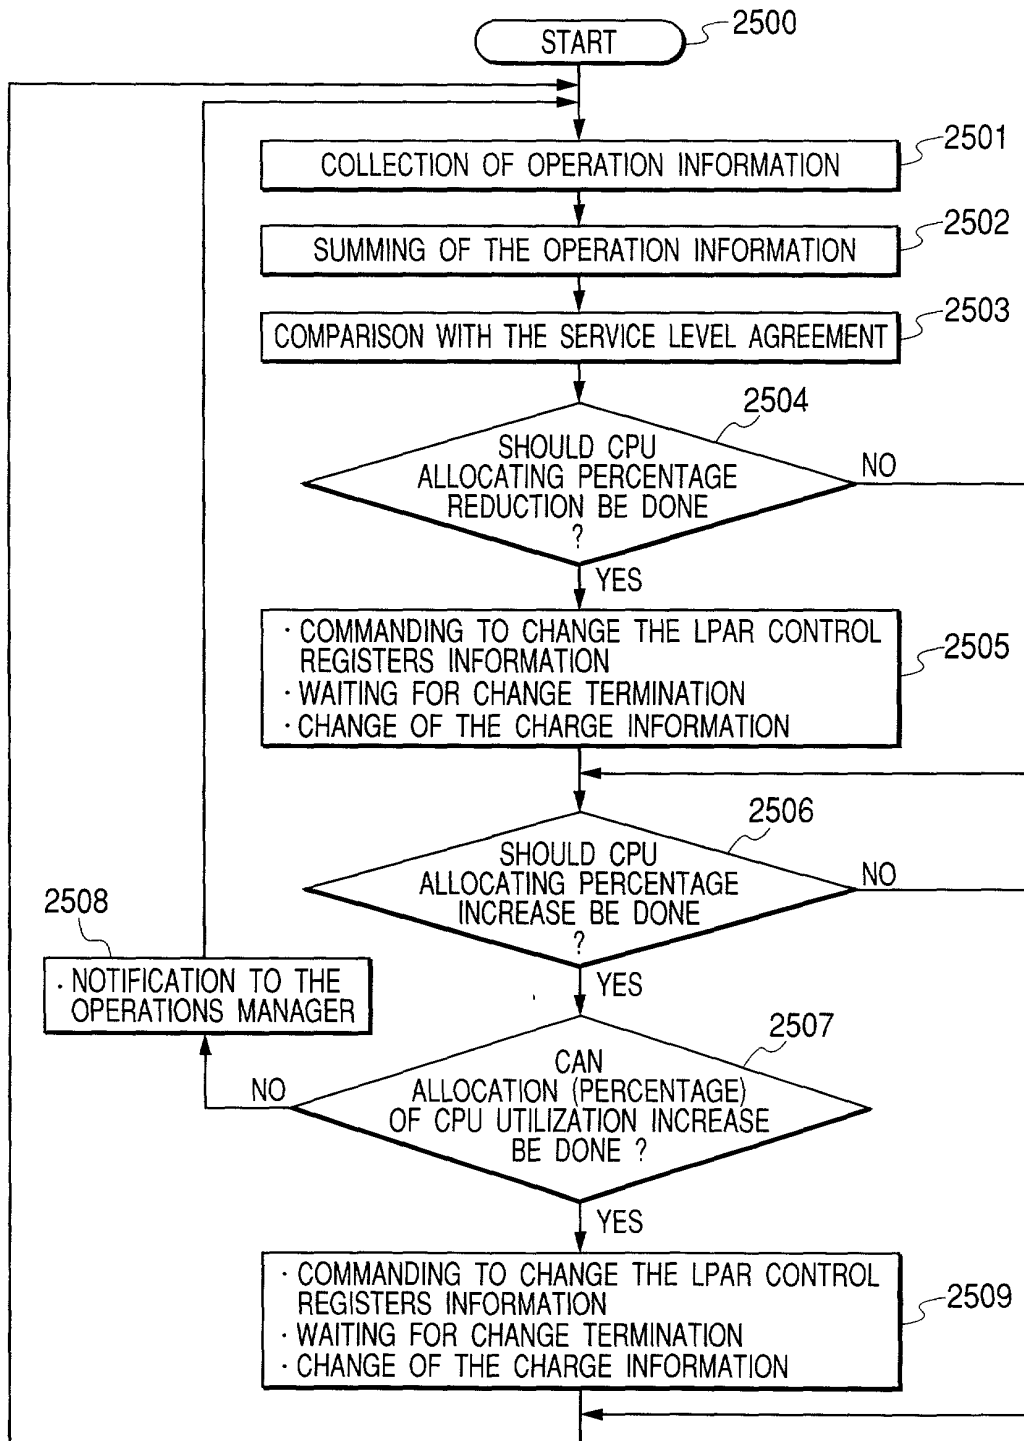 START
2500
COLLECTION OF OPERATION INFORMATION
2501
SUMMING OF THE OPERATION INFORMATION
2502
COMPARISON WITH THE SERVICE LEVEL AGREEMENT
2503
2504
SHOULD CPU
ALLOCATING PERCENTAGE
REDUCTION BE DONE
?
NO
YES
· COMMANDING TO CHANGE THE LPAR CONTROL
REGISTERS INFORMATION
· WAITING FOR CHANGE TERMINATION
· CHANGE OF THE CHARGE INFORMATION
2505
2506
SHOULD CPU
ALLOCATING PERCENTAGE
INCREASE BE DONE
?
NO
YES
2508
· NOTIFICATION TO THE
OPERATIONS MANAGER
2507
CAN
ALLOCATION (PERCENTAGE)
OF CPU UTILIZATION INCREASE
BE DONE ?
NO
YES
· COMMANDING TO CHANGE THE LPAR CONTROL
REGISTERS INFORMATION
· WAITING FOR CHANGE TERMINATION
· CHANGE OF THE CHARGE INFORMATION
2509